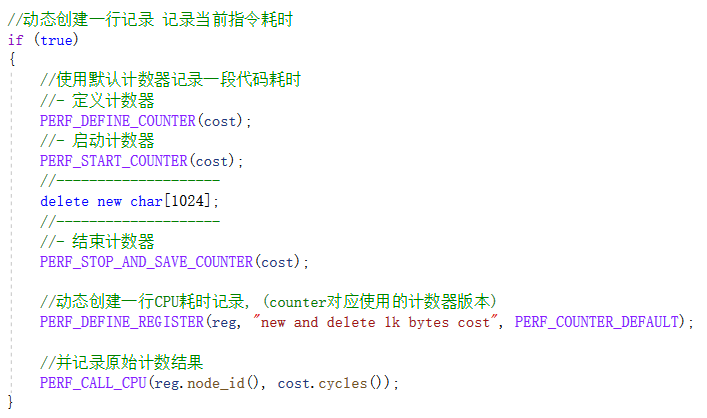 //动态创建一行记录 记录当前指令耗时
if (true)
{
//使用默认计数器记录一段代码耗时
//- 定义计数器
PERF_DEFINE_COUNTER(cost);
//- 启动计数器
PERF_START_COUNTER(cost);
//--------------------
delete new char[1024];
//--------------------
//- 结束计数器
PERF_STOP_AND_SAVE_COUNTER(cost);
//动态创建一行CPU耗时记录, (counter对应使用的计数器版本)
PERF_DEFINE_REGISTER(reg, "new and delete 1k bytes cost", PERF_COUNTER_DEFAULT);
//并记录原始计数结果
PERF_CALL_CPU(reg.node_id(), cost.cycles());
}